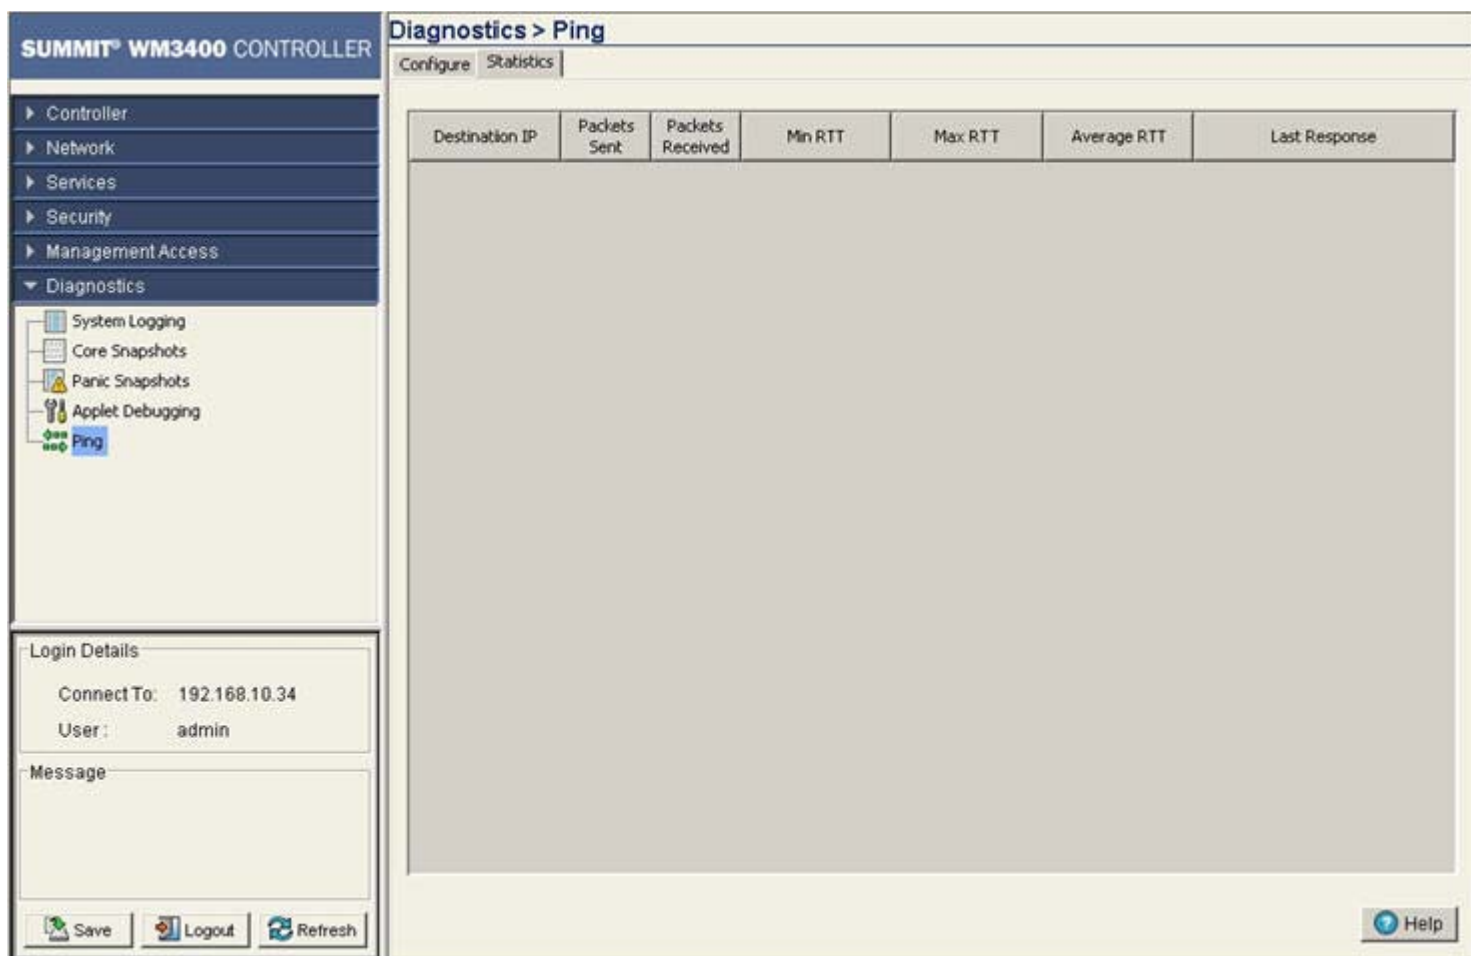 SUMMIT® WM3400 CONTROLLER
Diagnostics > Ping
Configure Statistics
Controller
Network
Services
Security
Management Access
Diagnostics
System Logging
Core Snapshots
Panic Snapshots
Applet Debugging
Ping
Destination IP
Packets
Sent
Packets
Received
Min RTT
Max RTT
Average RTT
Last Response
Login Details
Connect To: 192.168.10.34
User : admin
Message
Save Logout Refresh
Help